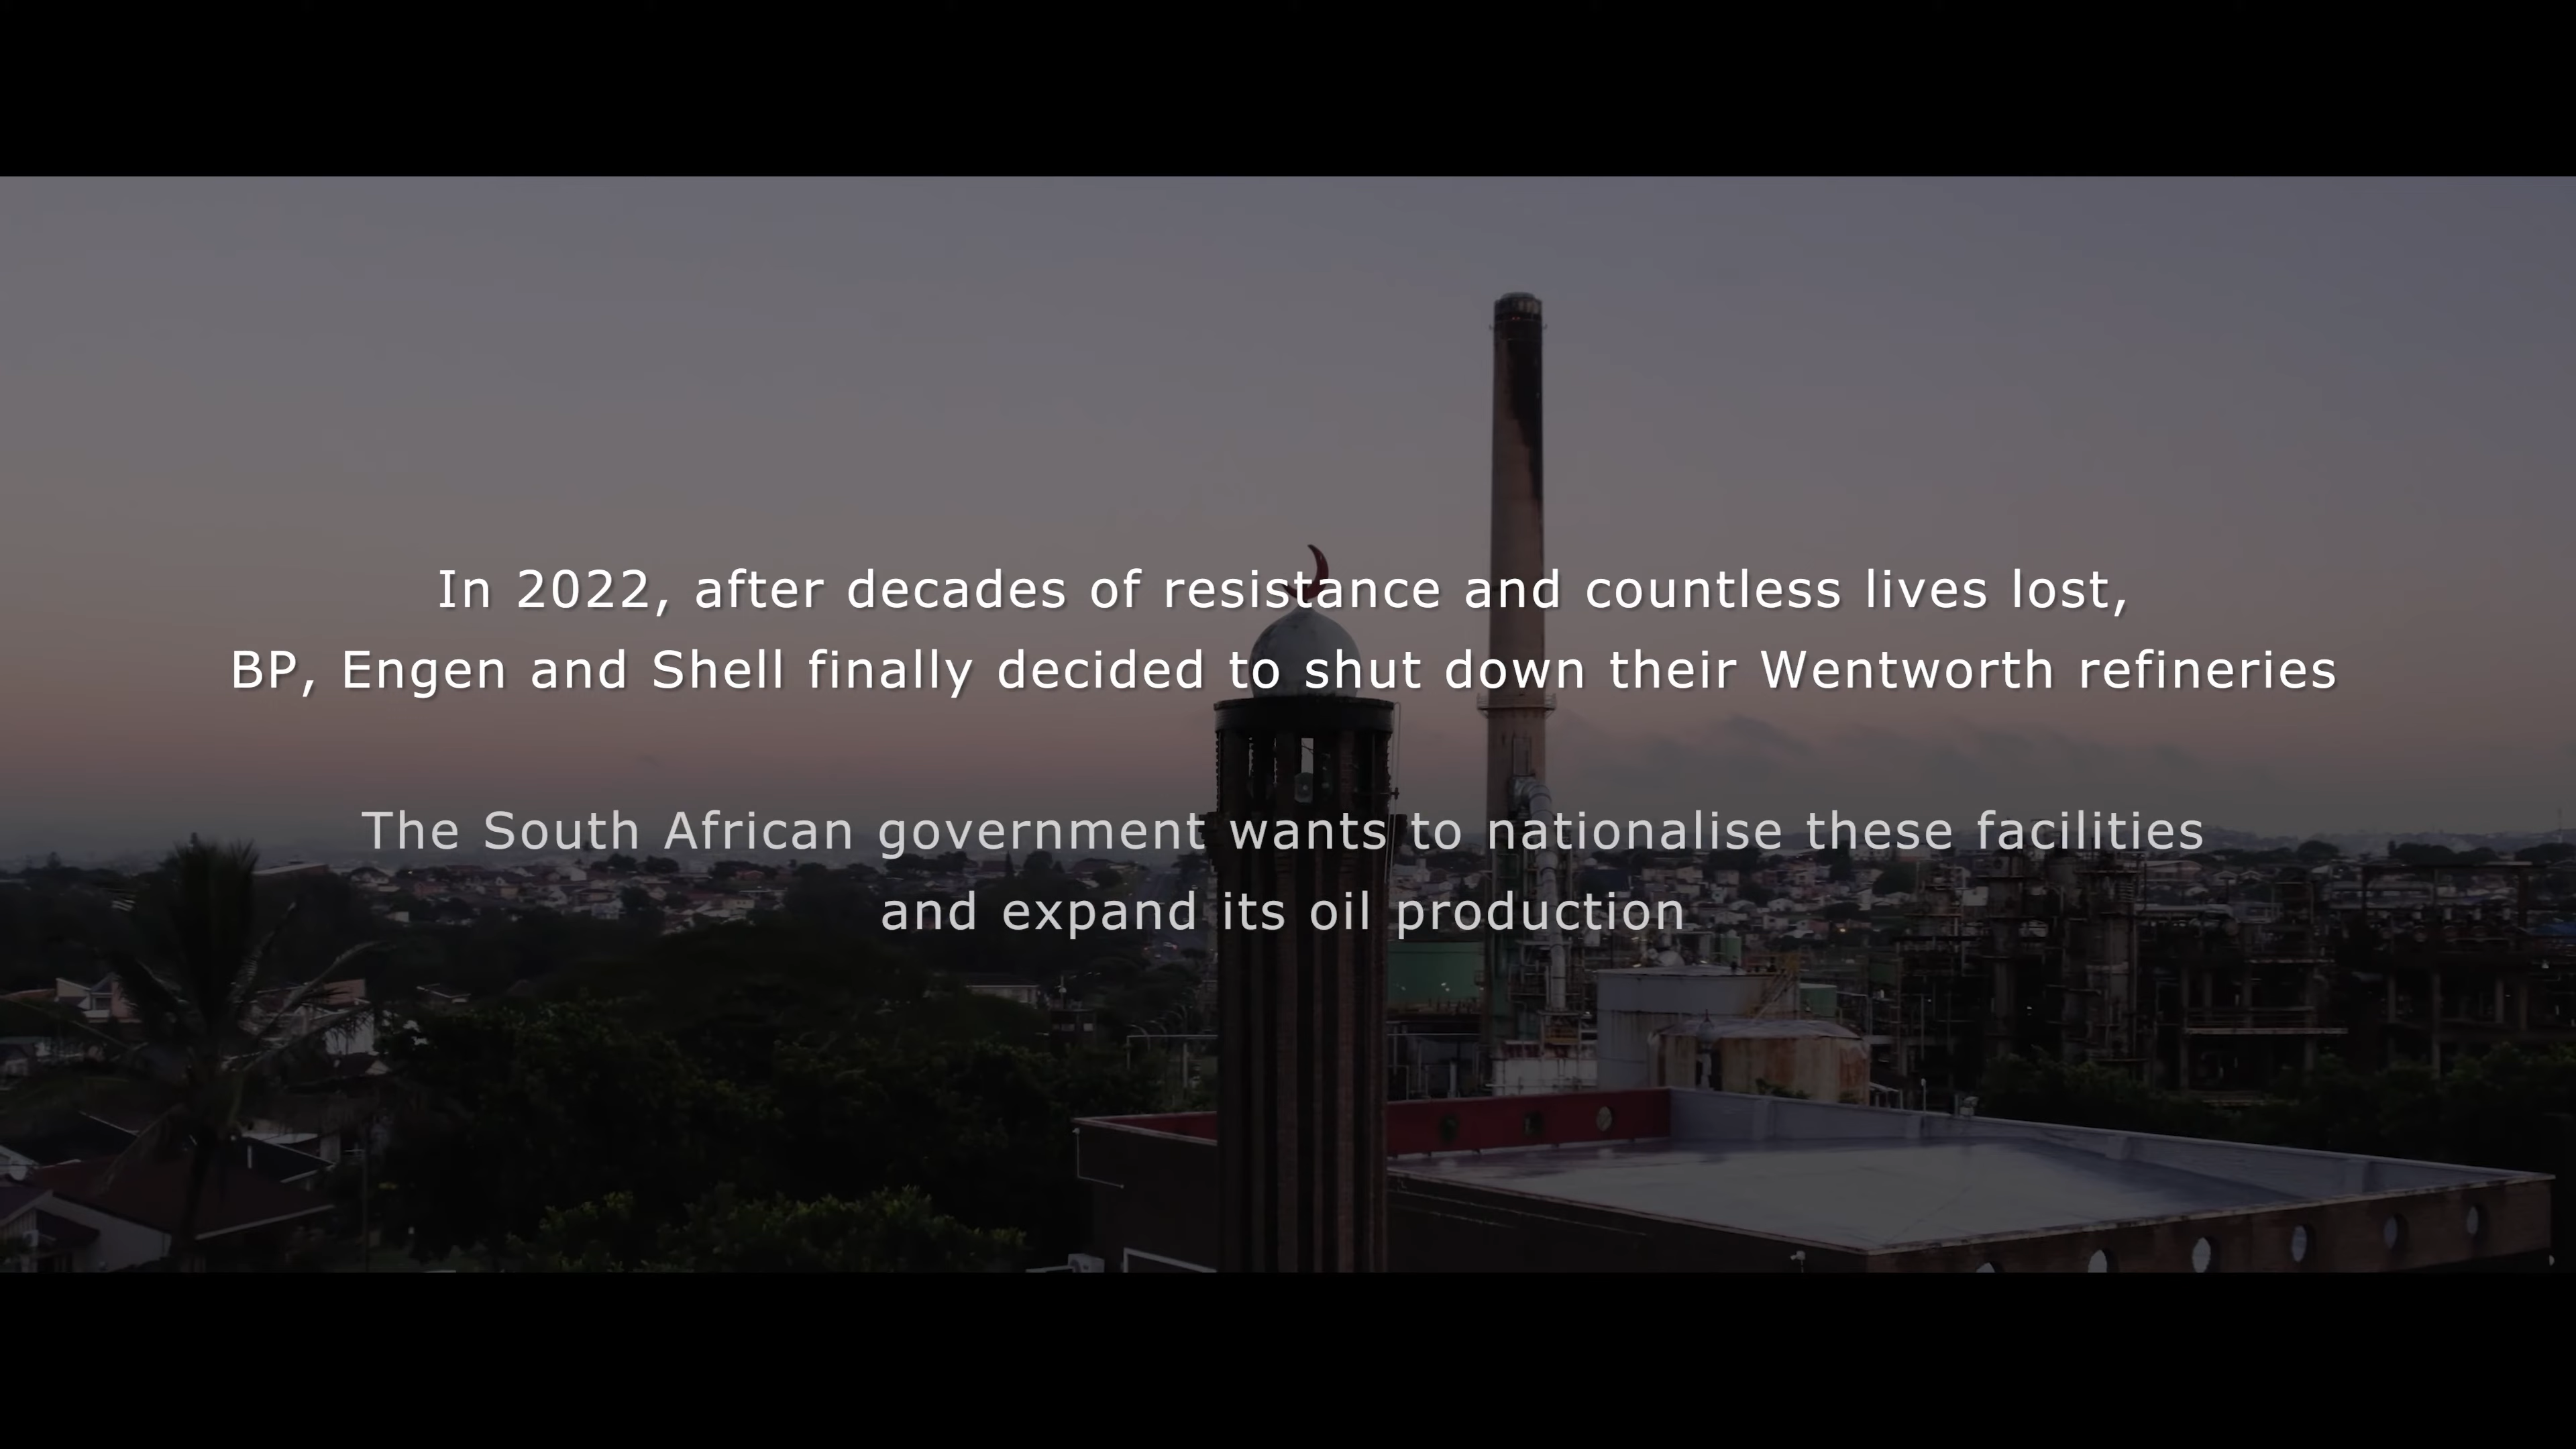 In 2022, after decades of resistance and countless lives lost,
BP, Engen and Shell finally decided to shut down their Wentworth refineries
The South African government wants to nationalise these facilities
and expand its oil production